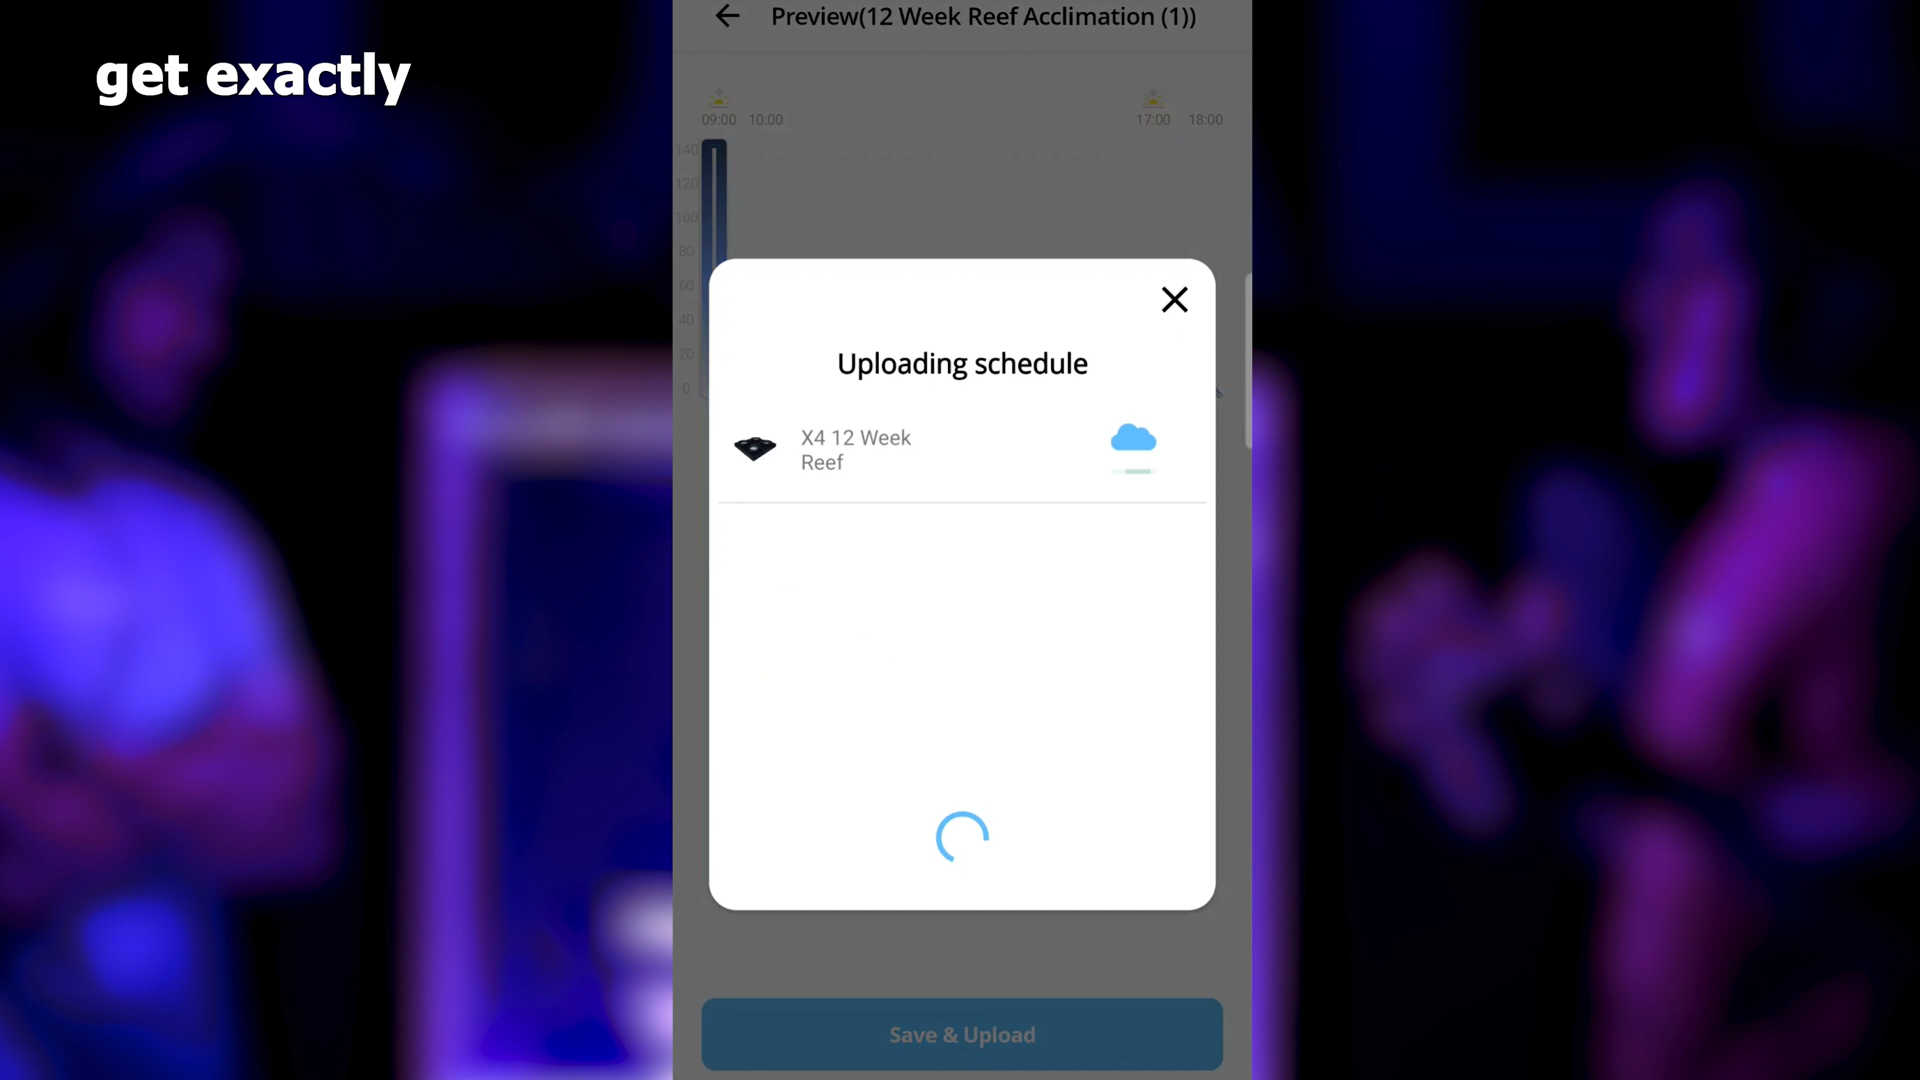 get exactly
Preview(12 Week Reef Acclimation (1))
09:00 10:00 17:00 18:00
140
120
100
80
60
40
20
0
Uploading schedule
X4 12 Week
Reef
Save & Upload